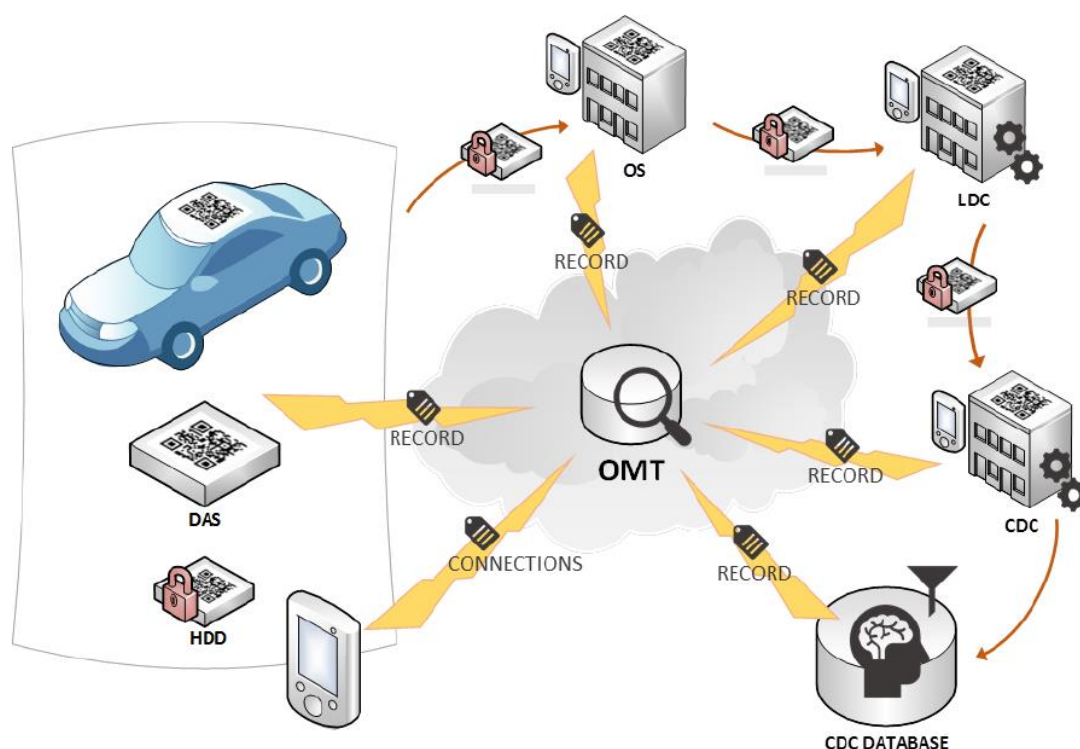 OS
LDC
RECORD
RECORD
RECORD
OMT
DAS
RECORD
CDC
CONNECTIONS
RECORD
HDD
CDC DATABASE